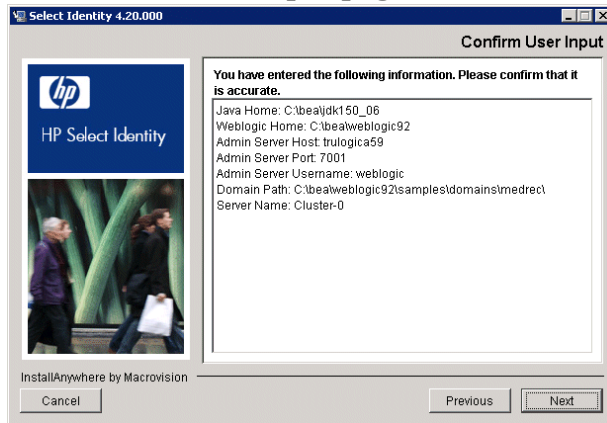 Select Identity 4.20.000
Confirm User Input
hp
HP Select Identity
You have entered the following information. Please confirm that it
is accurate.
Java Home: C:\bea\jdk150_06
Weblogic Home: C:\bea\weblogic92
Admin Server Host: trulogica59
Admin Server Port: 7001
Admin Server Username: weblogic
Domain Path: C:\bea\weblogic92\samples\domains\medrec\
Server Name: Cluster-0
InstallAnywhere by Macrovision
Cancel
Previous
Next